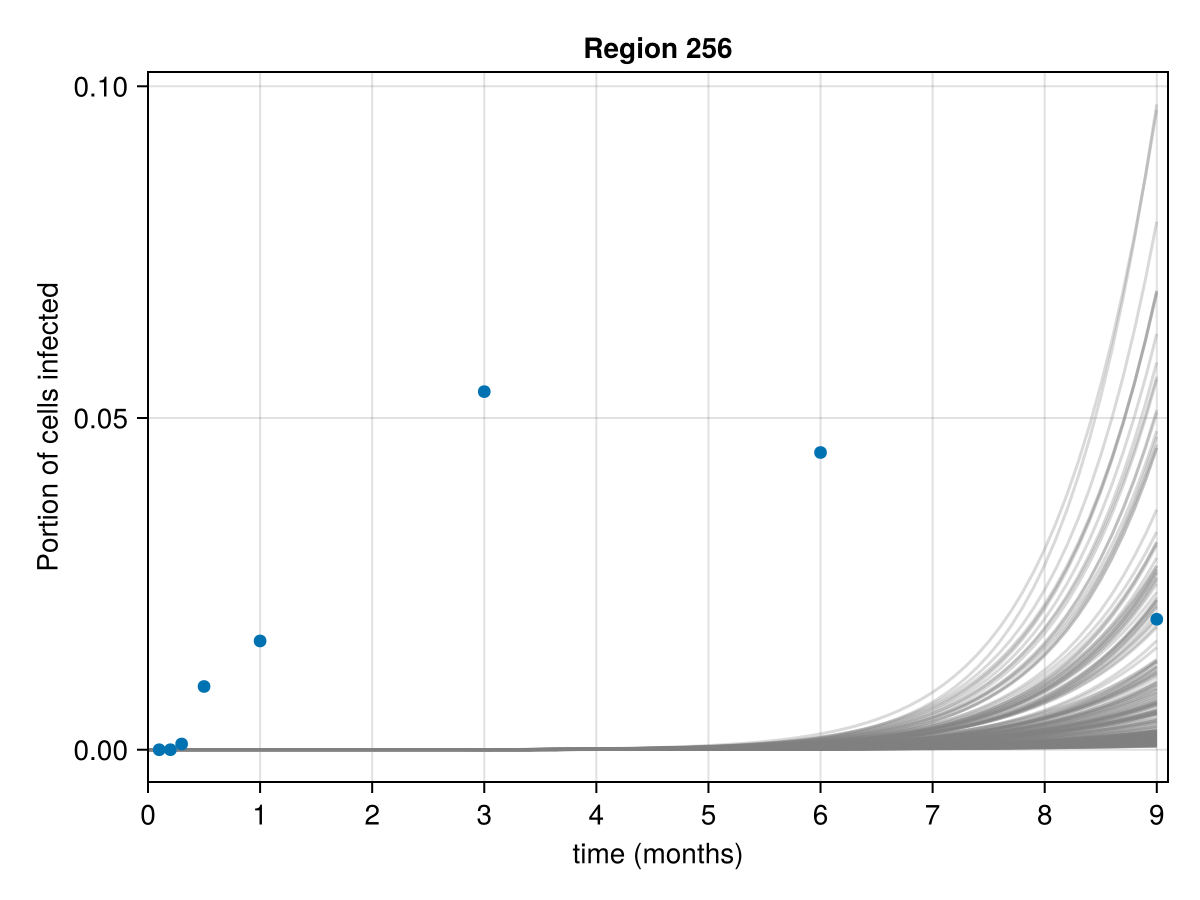 Region 256
0.10
0.05
0.00
Portion of cells infected
0 1 2 3 4 5 6 7 8 9
time (months)